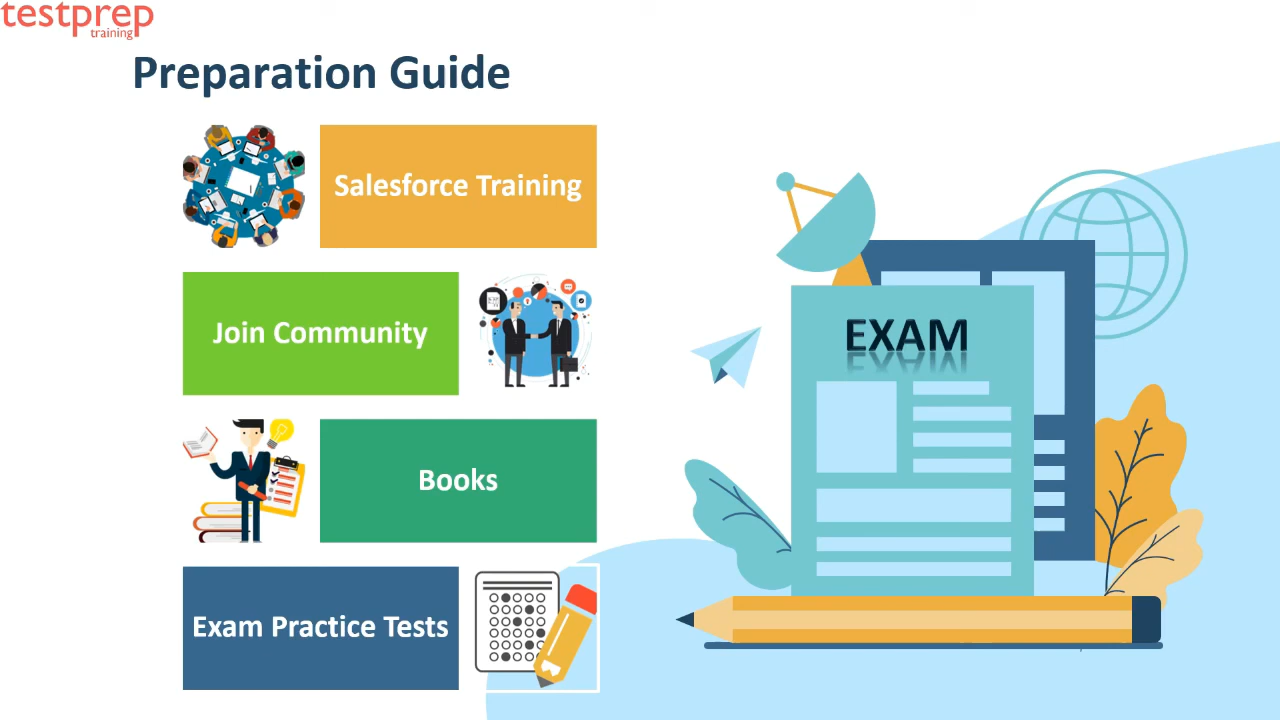 testprep
training
Preparation Guide
Salesforce Training
Join Community
Books
Exam Practice Tests
EXAM